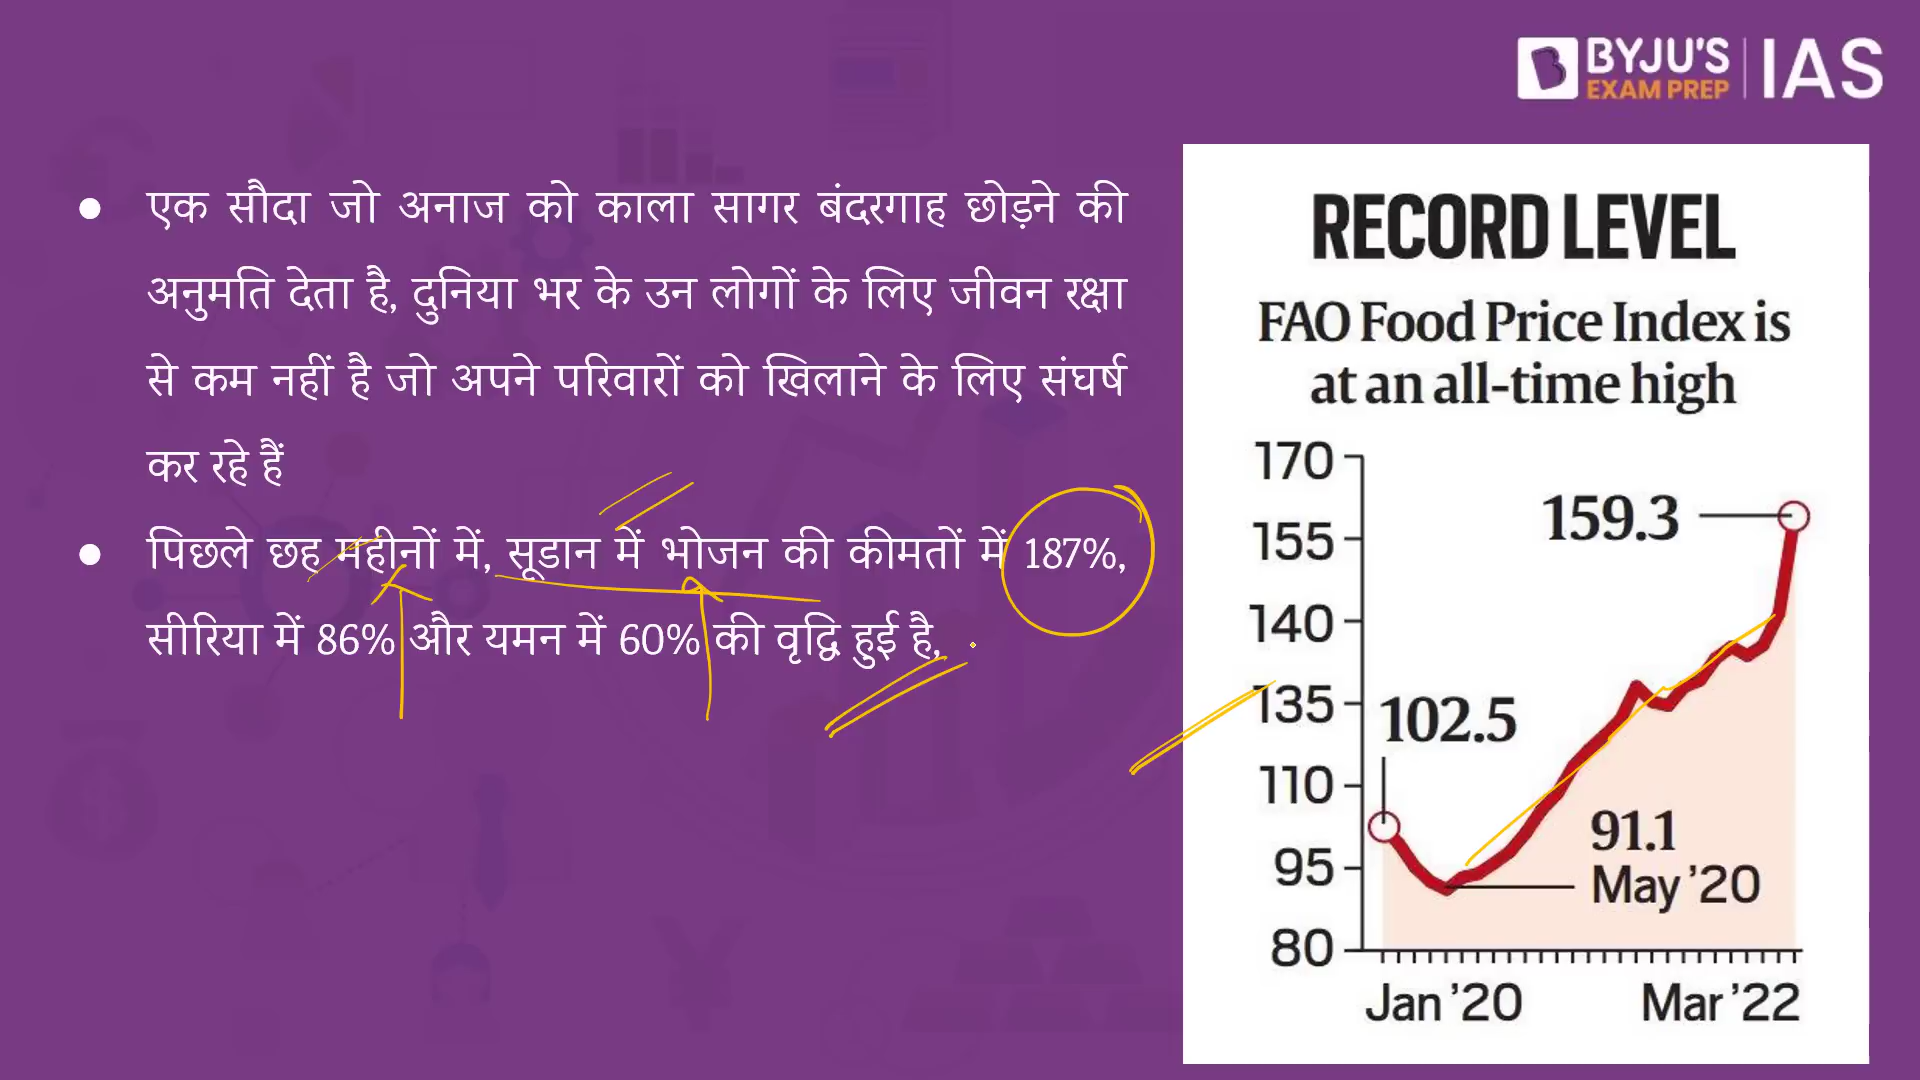 BYJU'S
EXAM PREP
IAS
एक सौदा जो अनाज को काला सागर बंदरगाह छोड़ने की
अनुमति देता है, दुनिया भर के उन लोगों के लिए जीवन रक्षा
से कम नहीं है जो अपने परिवारों को खिलाने के लिए संघर्ष
कर रहे हैं
पिछले छह महीनों में, सूडान में भोजन की कीमतों में 187%,
सीरिया में 86% और यमन में 60% की वृद्धि हुई है,
RECORD LEVEL
FAO Food Price Index is
at an all-time high
170
159.3
155
140
135
102.5
110
91.1
95
May '20
80
Jan '20
Mar '22